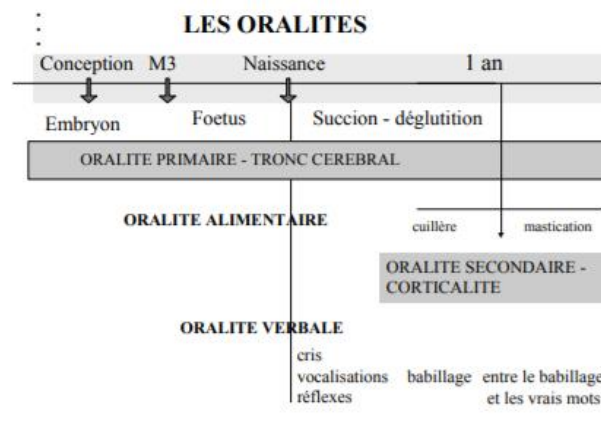 LES ORALITES
Conception M3 Naissance 1 an
Embryon Foetus Succion - déglutition
ORALITE PRIMAIRE - TRONC CEREBRAL
ORALITE ALIMENTAIRE
cuillère mastication
ORALITE SECONDAIRE -
CORTICALITE
ORALITE VERBALE
cris
vocalisations babillage entre le babillage
réflexes et les vrais mots